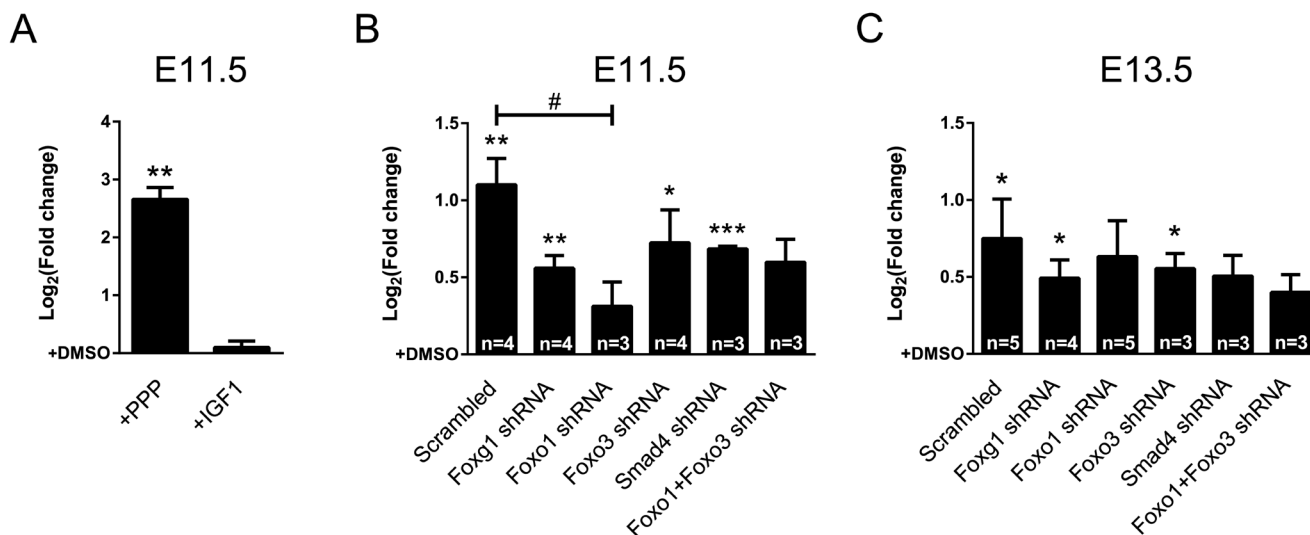 A
E11.5
Log2(Fold change)
4
3
2
1
+DMSO
**
+PPP
+IGF1
B
E11.5
#
Log2(Fold change)
1.5
1.0
0.5
+DMSO
**
**
*
***
n=4
n=4
n=3
n=4
n=3
n=3
Scrambled
Foxg1 shRNA
Foxo1 shRNA
Foxo3 shRNA
Smad4 shRNA
Foxo1+Foxo3 shRNA
C
E13.5
Log2(Fold change)
1.5
1.0
0.5
+DMSO
*
*
*
n=5
n=4
n=5
n=3
n=3
n=3
Scrambled
Foxg1 shRNA
Foxo1 shRNA
Foxo3 shRNA
Smad4 shRNA
Foxo1+Foxo3 shRNA